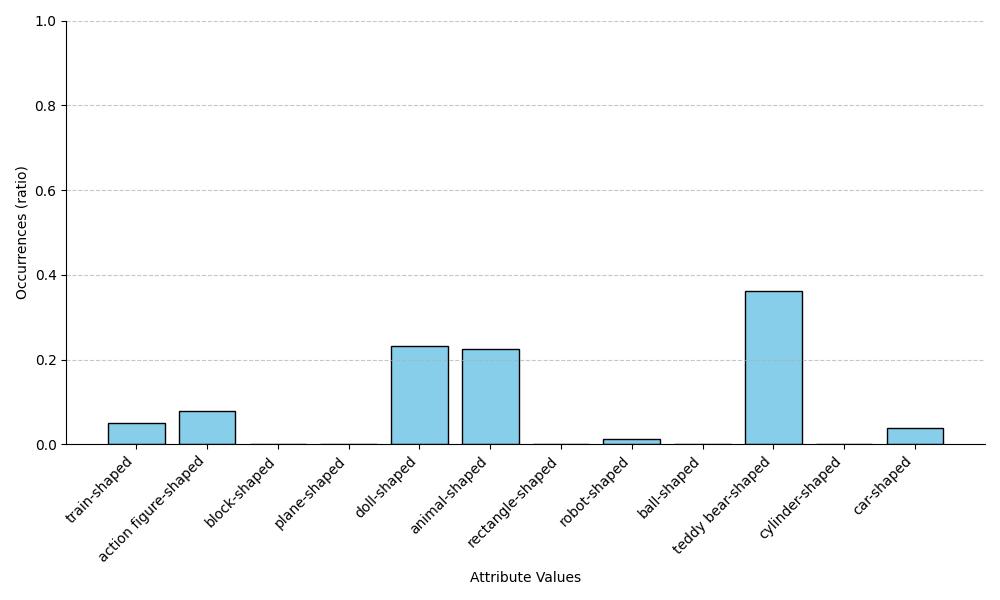 1.0
0.8
0.6
0.4
0.2
0.0
Occurrences (ratio)
train-shaped
action figure-shaped
block-shaped
plane-shaped
doll-shaped
animal-shaped
rectangle-shaped
robot-shaped
ball-shaped
teddy bear-shaped
cylinder-shaped
car-shaped
Attribute Values